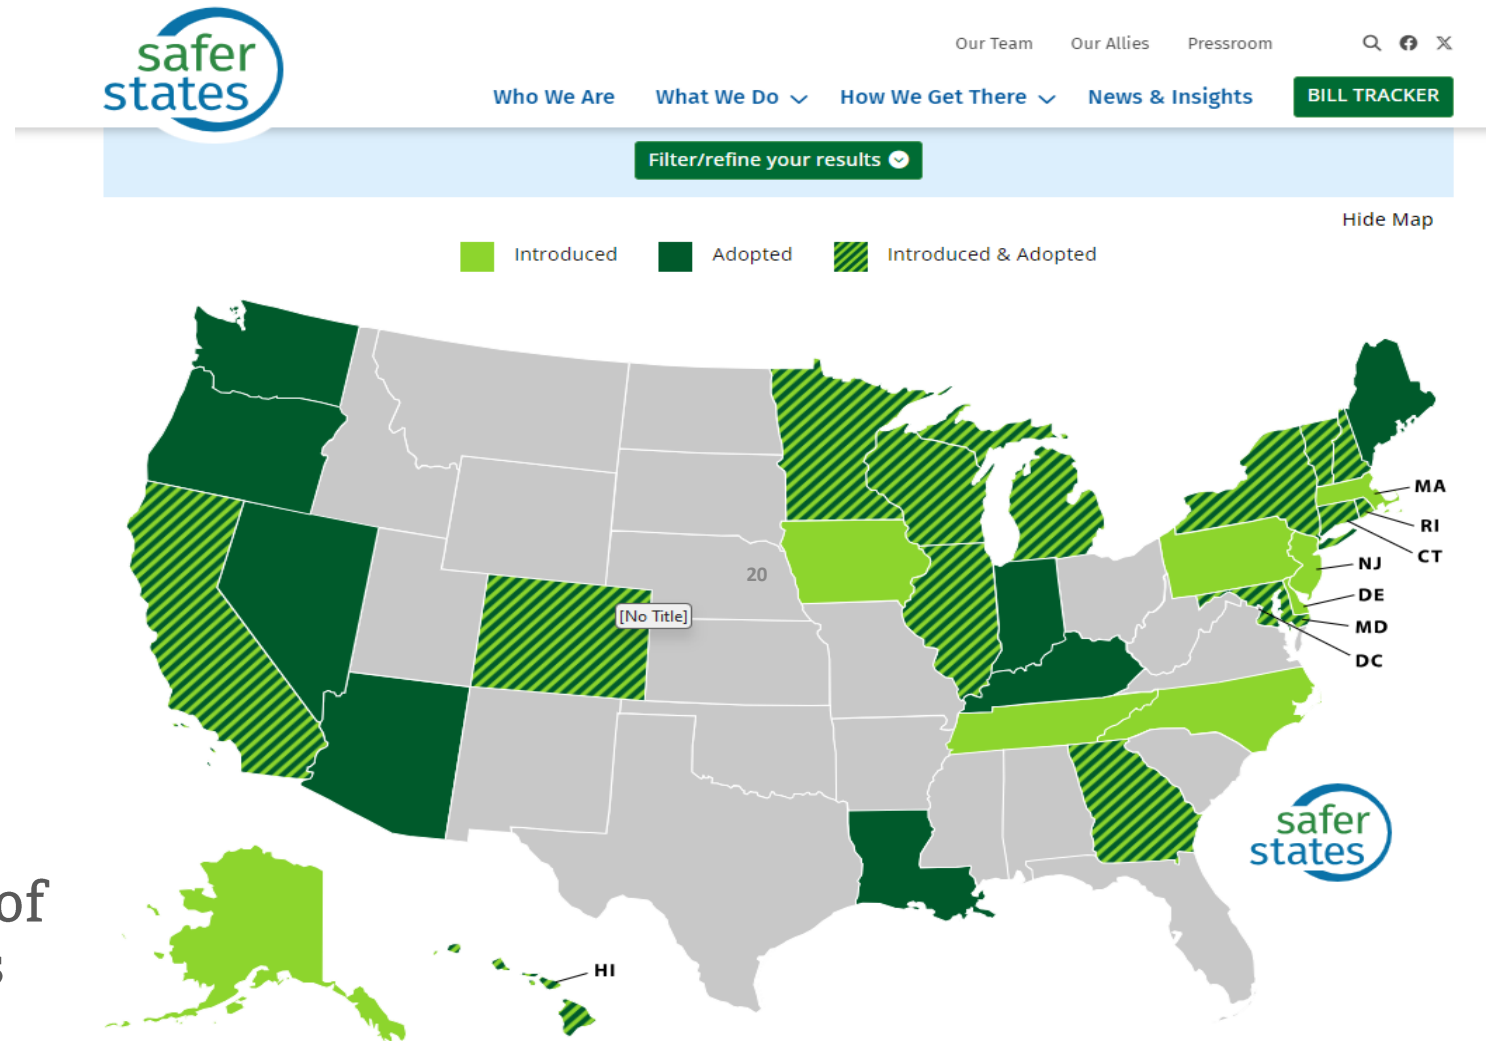 safer
states
Our Team Our Allies Pressroom
Who We Are What We Do How We Get There News & Insights BILL TRACKER
Filter/refine your results
Hide Map
Introduced Adopted Introduced & Adopted
MA
RI
CT
NJ
DE
MD
DC
20
[No Title]
safer
states
of
s
HI